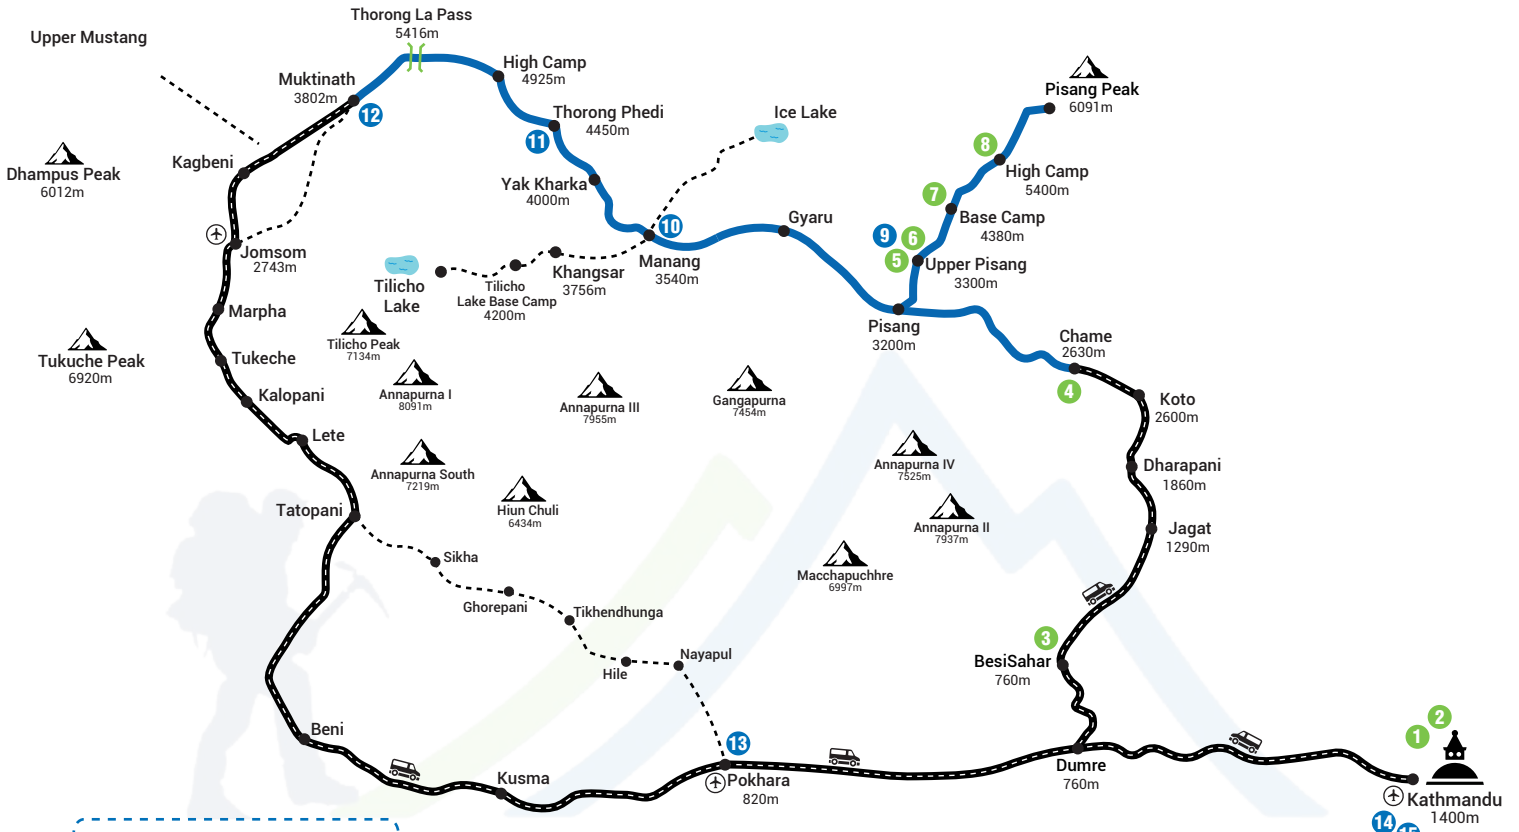 Thorong La Pass
5416m
Upper Mustang
High Camp
4925m
Pisang Peak
6091m
Muktinath
3802m
12
Thorong Phedi
4450m
11
Ice Lake
8
High Camp
5400m
Kagbeni
Dhampus Peak
6012m
Yak Kharka
4000m
7
Base Camp
4380m
Gyaru
10
Manang
3540m
9
6
5
Upper Pisang
3300m
Jomsom
2743m
Khangsar
3756m
Tilicho
Lake
Tilicho
Lake Base Camp
4200m
Marpha
Pisang
3200m
Tilicho Peak
7134m
Chame
2630m
Tukuche Peak
6920m
Tukeche
4
Annapurna I
8091m
Annapurna III
7955m
Gangapurna
7454m
Kalopani
Koto
2600m
Lete
Annapurna IV
7525m
Dharapani
1860m
Annapurna South
7219m
Tatopani
Hiun Chuli
6434m
Annapurna II
7937m
Jagat
1290m
Sikha
Macchapuchhre
6997m
Ghorepani
Tikhendhunga
3
Nayapul
Hile
BesiSahar
760m
Beni
13
2
1
Kusma
Pokhara
820m
Dumre
760m
Kathmandu
1400m
14
15